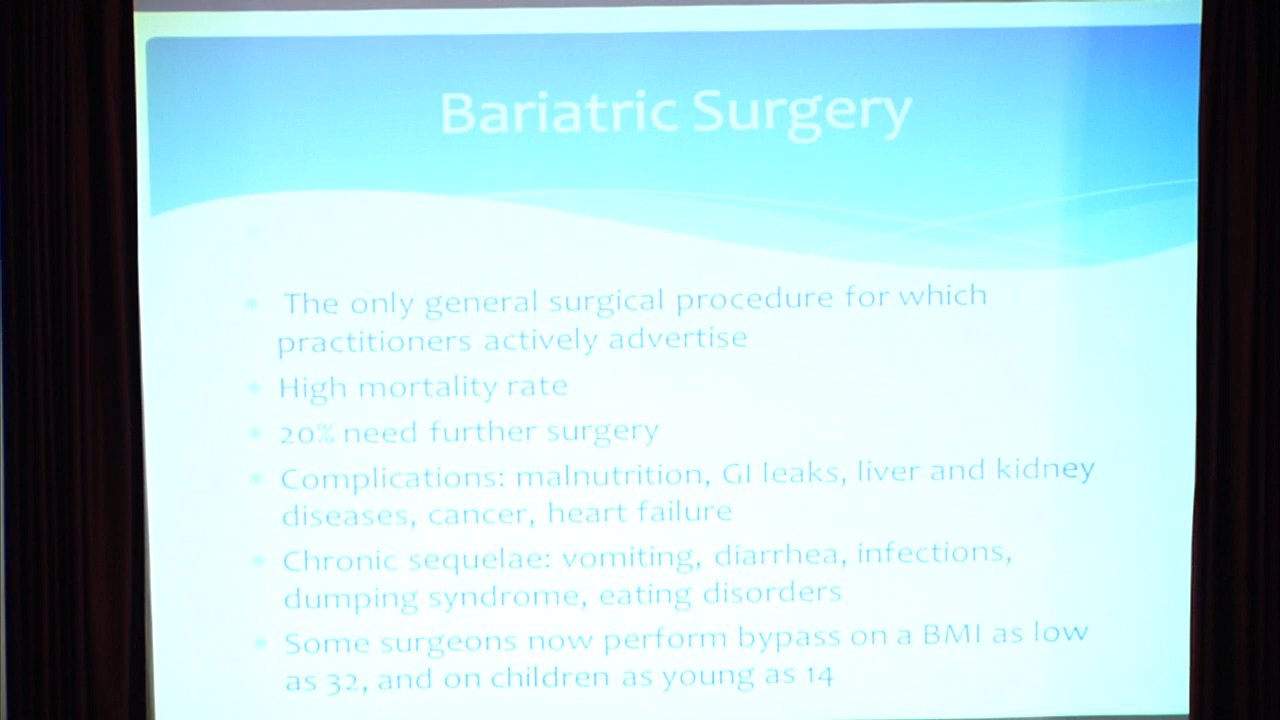 Bariatric Surgery
The only general surgical procedure for which
practitioners actively advertise
High mortality rate
20% need further surgery
Complications: malnutrition, GI leaks, liver and kidney
diseases, cancer, heart failure
Chronic sequelae: vomiting, diarrhea, infections,
dumping syndrome, eating disorders
Some surgeons now perform bypass on a BMI as low
as 32, and on children as young as 14